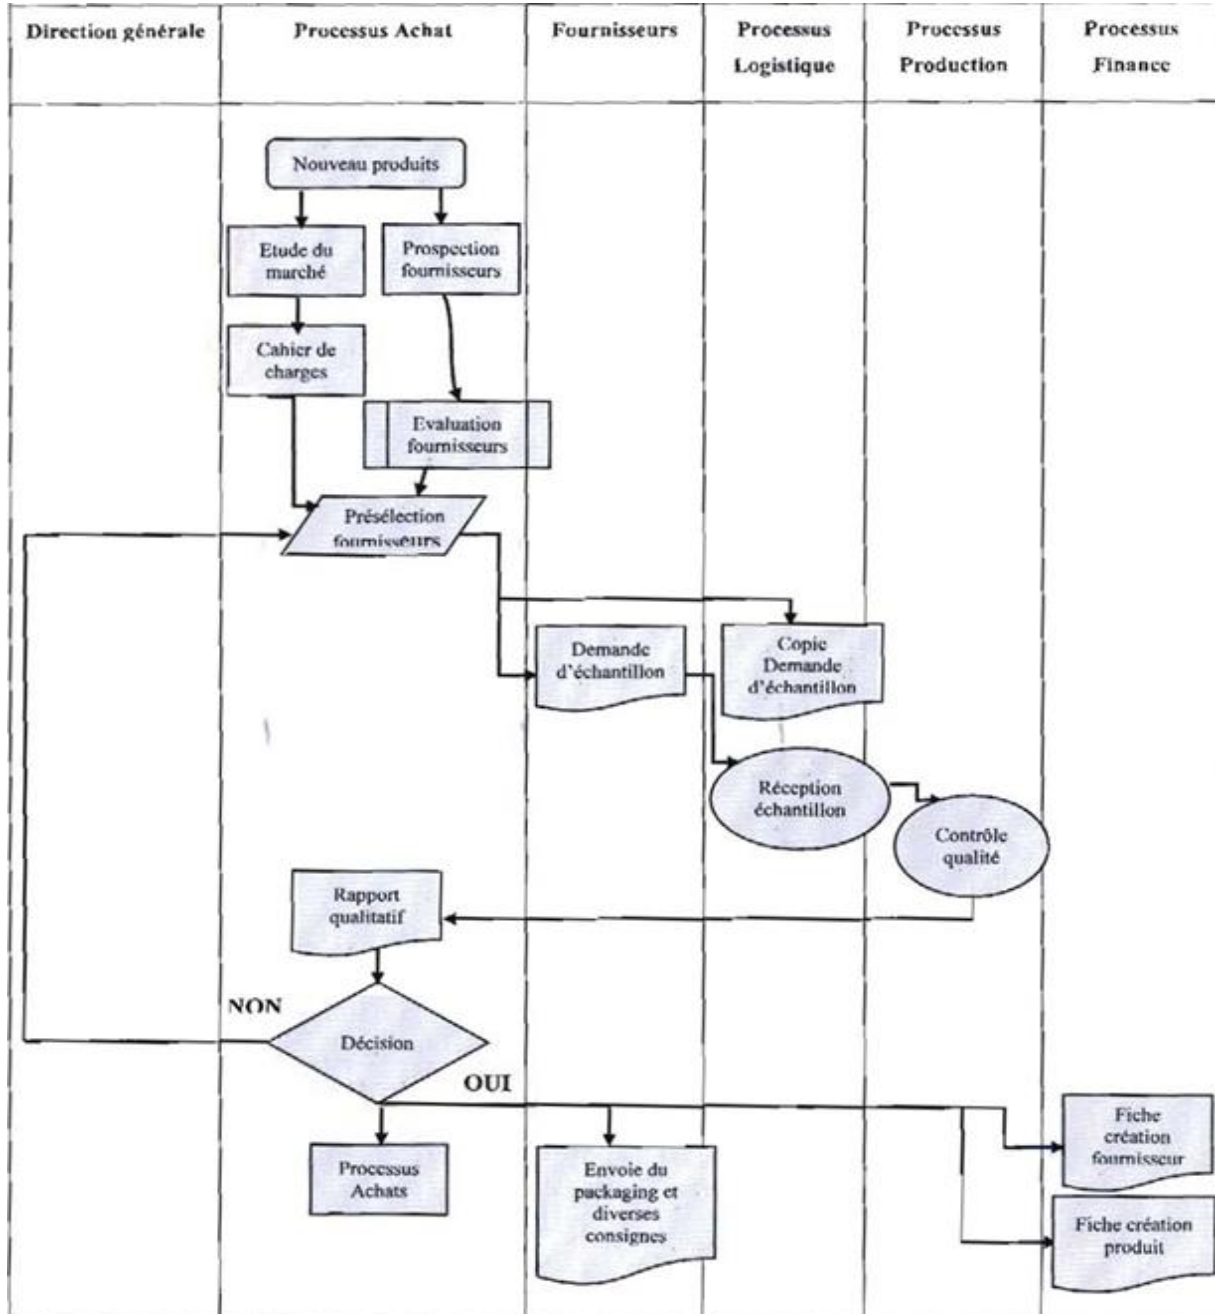 Direction générale
Processus Achat
Fournisseurs
Processus
Logistique
Processus
Production
Processus
Finance
Nouveau produits
Etude du
marché
Prospection
fournisseurs
Cahier de
charges
Evaluation
fournisseurs
Présélection
fournisseurs
Demande
d'échantillon
Copie
Demande
d'échantillon
Réception
échantillon
Contrôle
qualité
Rapport
qualitatif
NON
Décision
OUI
Processus
Achats
Envoie du
packaging et
diverses
consignes
Fiche
création
fournisseur
Fiche création
produit